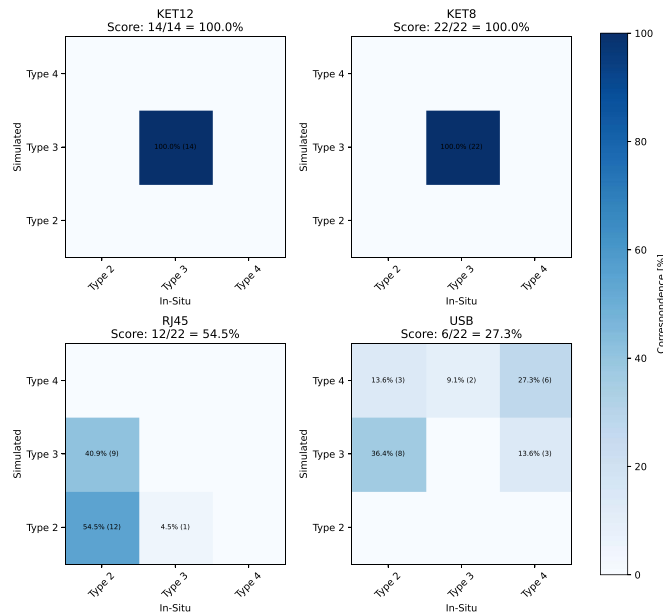 KET12
Score: 14/14 = 100.0%
Type 4
Type 3
Type 2
Simulated
100.0% (14)
Type 2
Type 3
Type 4
In-Situ
KET8
Score: 22/22 = 100.0%
Type 4
Type 3
Type 2
Simulated
100.0% (22)
Type 2
Type 3
Type 4
In-Situ
RJ45
Score: 12/22 = 54.5%
Type 4
Type 3
Type 2
Simulated
40.9% (9)
54.5% (12)
4.5% (1)
Type 2
Type 3
Type 4
In-Situ
USB
Score: 6/22 = 27.3%
Type 4
Type 3
Type 2
Simulated
13.6% (3)
9.1% (2)
27.3% (6)
36.4% (8)
13.6% (3)
Type 2
Type 3
Type 4
In-Situ
100
80
60
40
20
0
Correspondence [%]